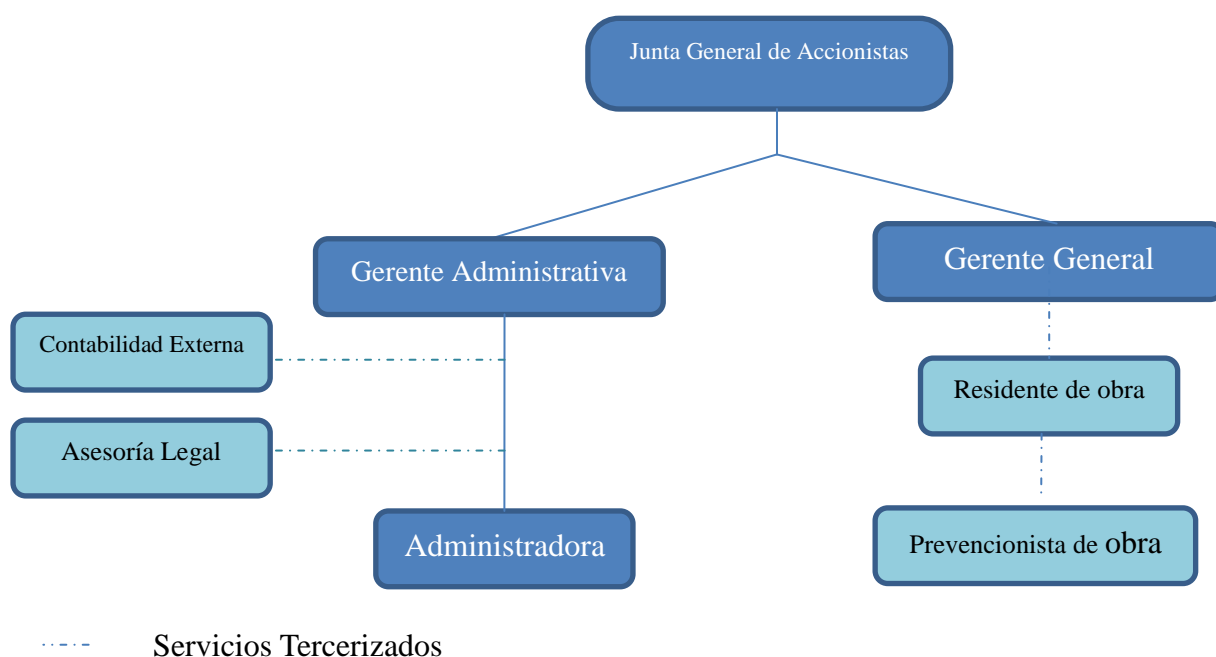 Junta General de Accionistas
Gerente Administrativa
Gerente General
Contabilidad Externa
Residente de obra
Asesoría Legal
Administradora
Prevencionista de obra
Servicios Tercerizados